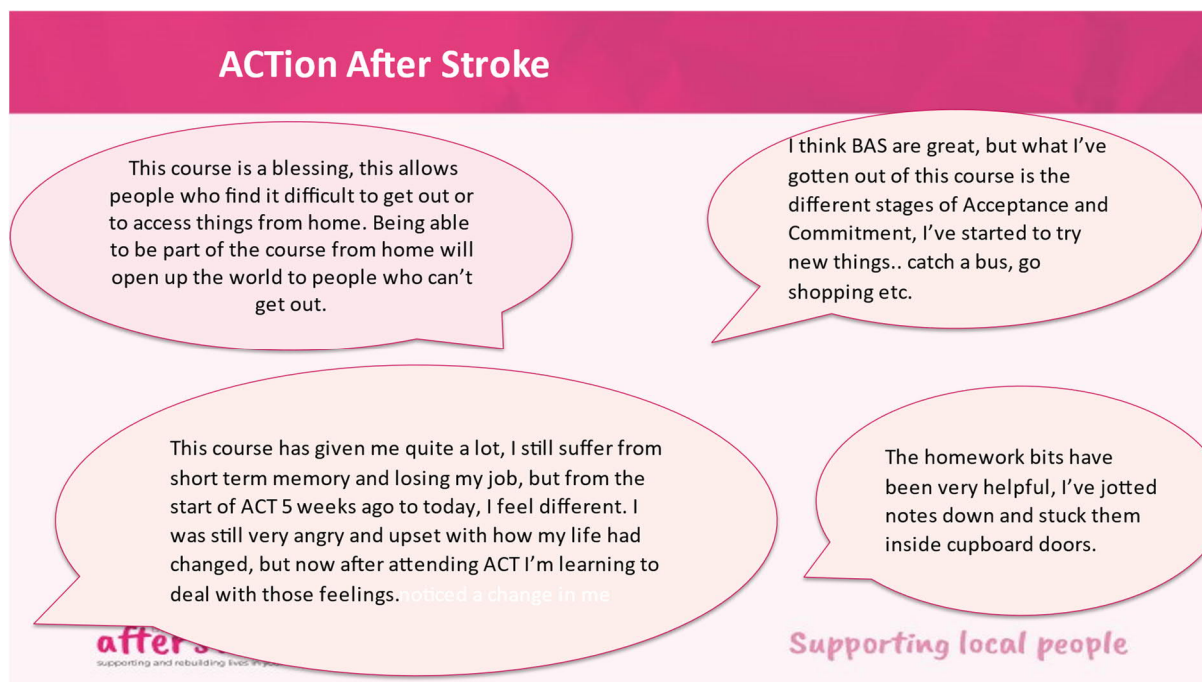 ACTion After Stroke
This course is a blessing, this allows
people who find it difficult to get out or
to access things from home. Being able
to be part of the course from home will
open up the world to people who can't
get out.
I think BAS are great, but what I've
gotten out of this course is the
different stages of Acceptance and
Commitment, I've started to try
new things.. catch a bus, go
shopping etc.
This course has given me quite a lot, I still suffer from
short term memory and losing my job, but from the
start of ACT 5 weeks ago to today, I feel different. I
was still very angry and upset with how my life had
changed, but now after attending ACT I'm learning to
deal with those feelings.noticed a change in me
The homework bits have
been very helpful, I've jotted
notes down and stuck them
inside cupboard doors.
after
supporting and rebuilding lives
Supporting local people